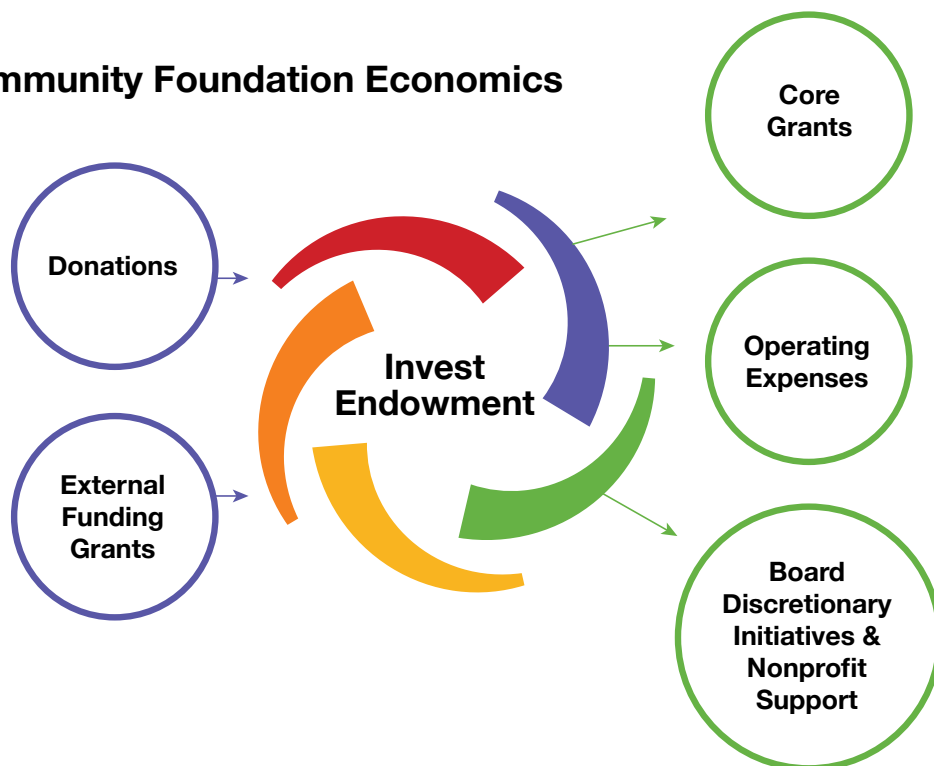 mmunity Foundation Economics
Donations
External
Funding
Grants
Invest
Endowment
Core
Grants
Operating
Expenses
Board
Discretionary
Initiatives &
Nonprofit
Support